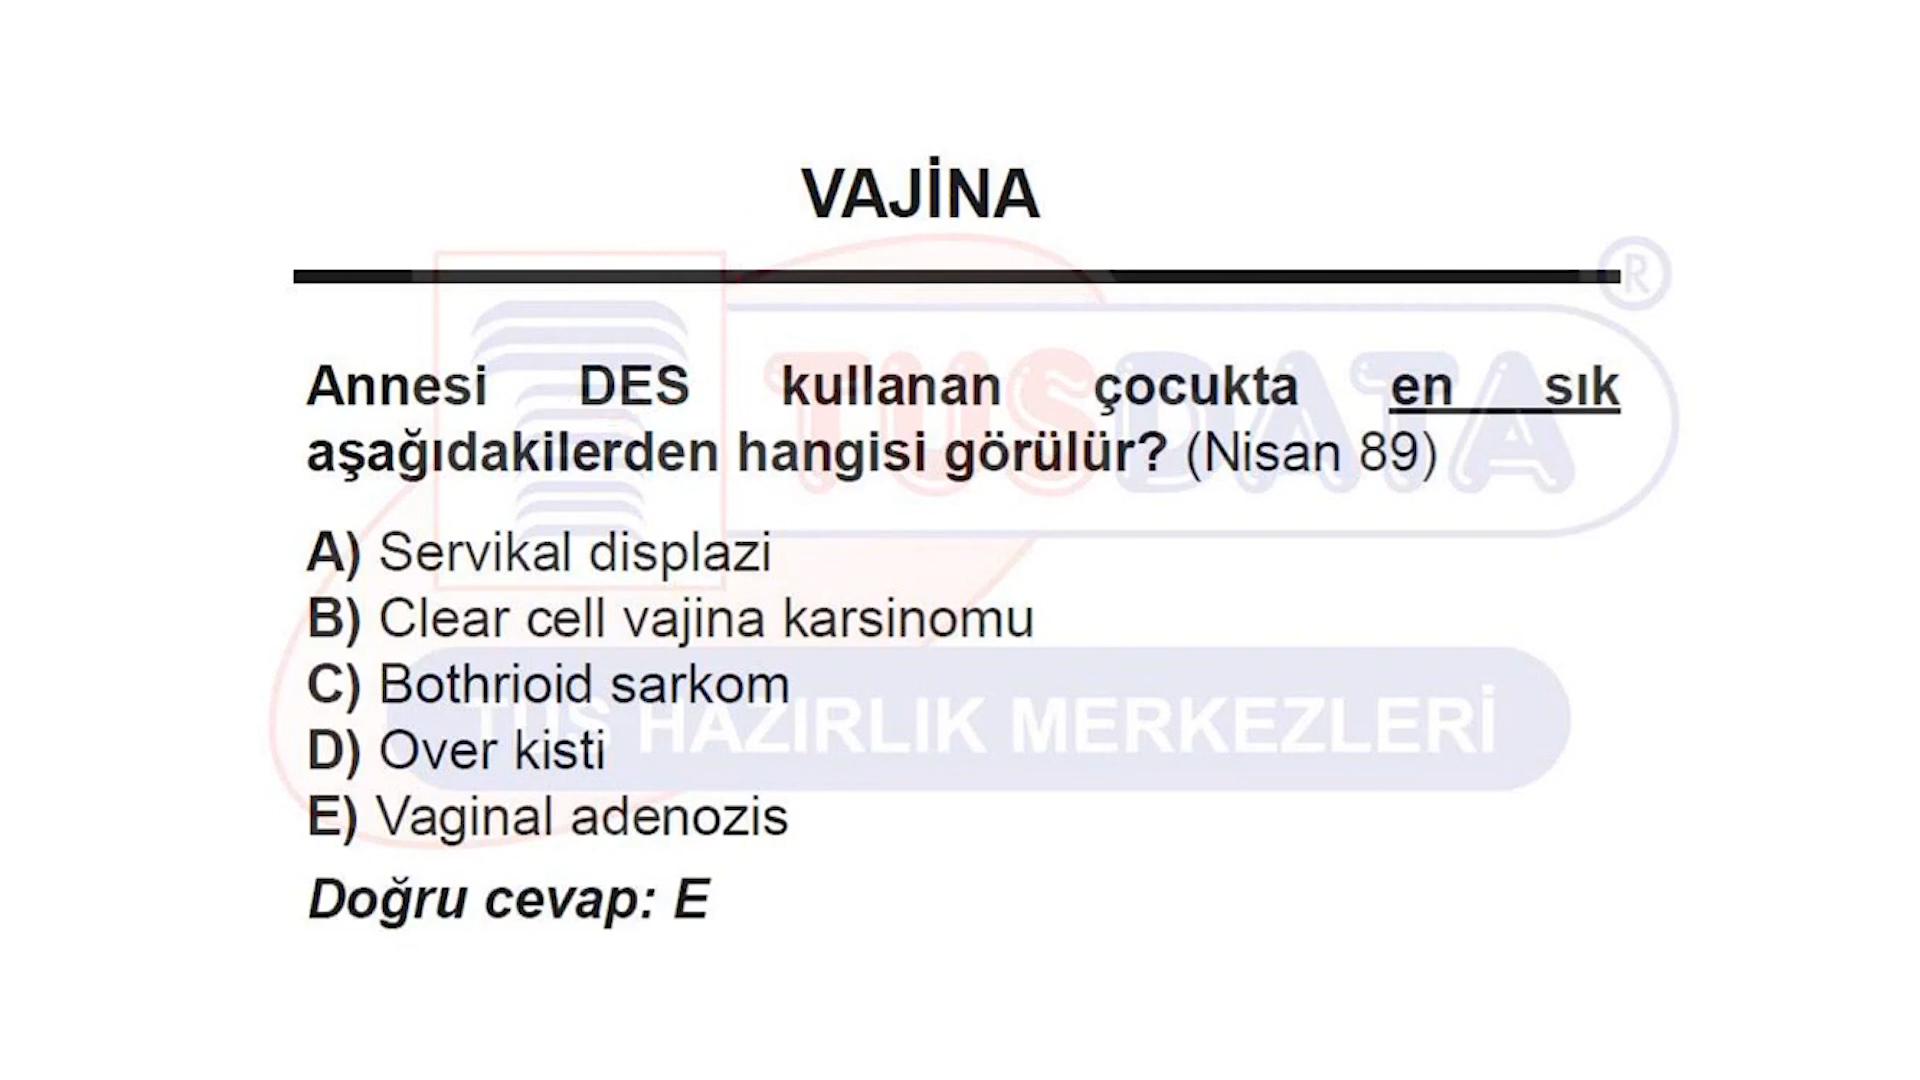 VAJİNA
®
Annesi DES kullanan çocukta en sık
aşağıdakilerden hangisi görülür? (Nisan 89)
TUSDATA
A) Servikal displazi
B) Clear cell vajina karsinomu
C) Bothrioid sarkom
TUS HAZIRLIK MERKEZLERİ
D) Over kisti
E) Vaginal adenozis
Doğru cevap: E